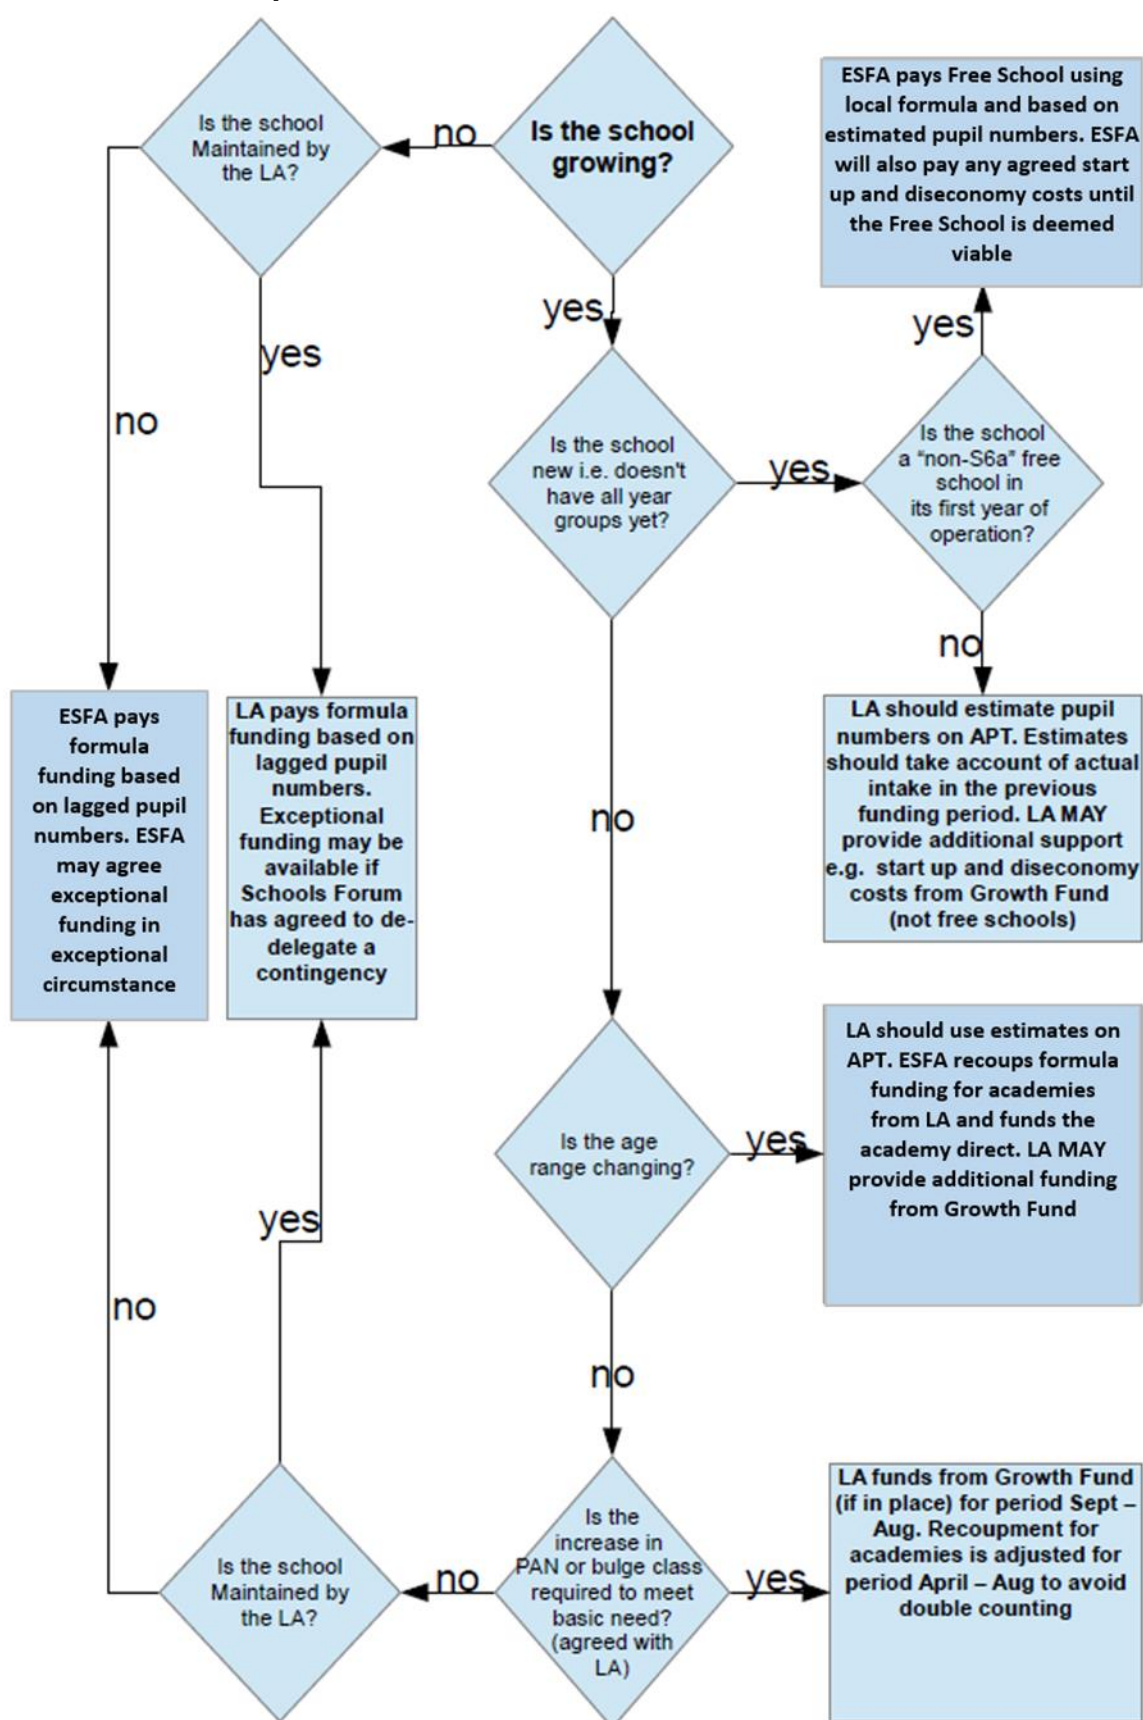 Is the school
Maintained by
the LA?
no
Is the school
growing?
ESFA pays Free School using
local formula and based on
estimated pupil numbers. ESFA
will also pay any agreed start
up and diseconomy costs until
the Free School is deemed
viable
yes
yes
yes
no
Is the school
new i.e. doesn't
have all year
groups yet?
yes
Is the school
a “non-S6a” free
school in
its first year of
operation?
no
ESFA pays
formula
funding based
on lagged pupil
numbers. ESFA
may agree
exceptional
funding in
exceptional
circumstance
LA pays formula
funding based on
lagged pupil
numbers.
Exceptional
funding may be
available if
Schools Forum
has agreed to de-
delegate a
contingency
no
LA should estimate pupil
numbers on APT. Estimates
should take account of actual
intake in the previous
funding period. LA MAY
provide additional support
e.g. start up and diseconomy
costs from Growth Fund
(not free schools)
Is the age
range changing?
yes
LA should use estimates on
APT. ESFA recoups formula
funding for academies
from LA and funds the
academy direct. LA MAY
provide additional funding
from Growth Fund
yes
no
no
Is the school
Maintained by
the LA?
no
Is the
increase in
PAN or bulge class
required to meet
basic need?
(agreed with
LA)
yes
LA funds from Growth Fund
(if in place) for period Sept –
Aug. Recoupment for
academies is adjusted for
period April – Aug to avoid
double counting